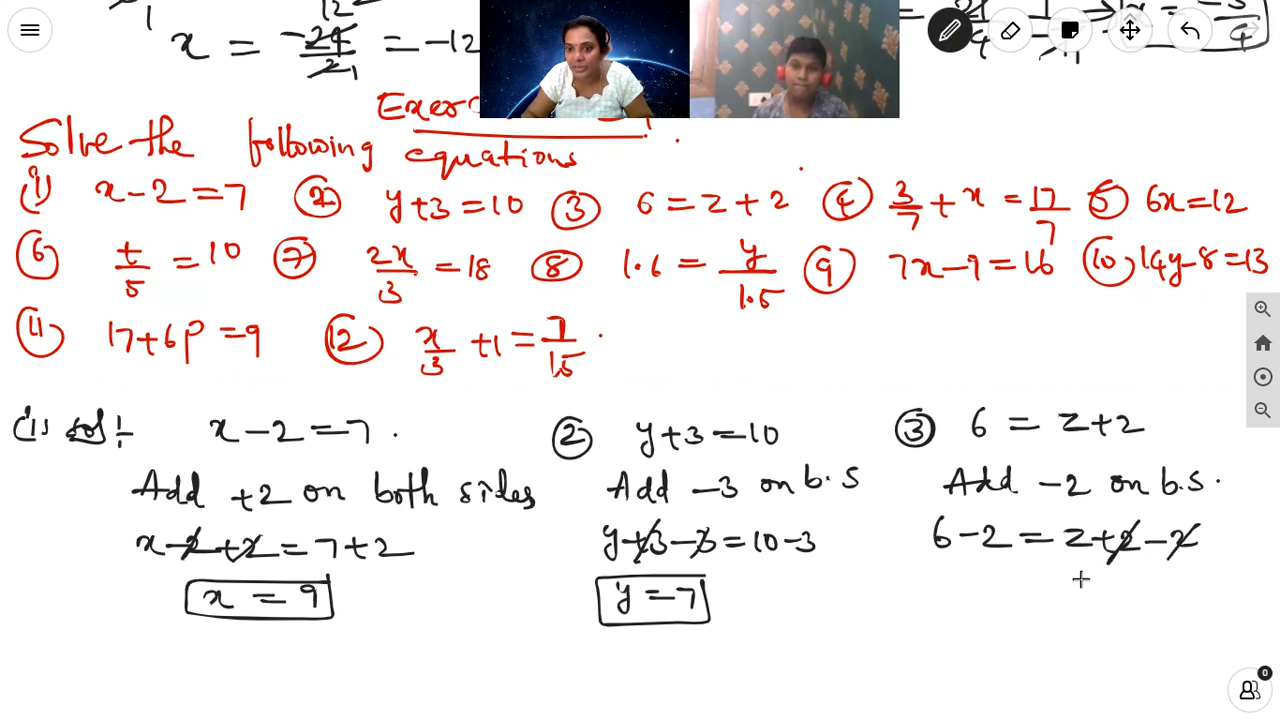 x = -24/21 = -12
Solve the following equations
(1) x-2=7 (2) y+3=10 (3) 6=z+2 (4) 3/7+x=17/7 (5) 6x=12
(6) t/5=10 (7) 2x/3=18 (8) 1.6=y/1.5 (9) 7x-9=16 (10) 14y-8=13
(11) 17+6p=9 (12) x/3+1=7/15.
(1) sol:- x-2=7.
Add +2 on both sides
x-2+2=7+2
x=9
(2) y+3=10
Add -3 on b.s
y+3-3=10-3
y=7
(3) 6=z+2
Add -2 on b.s.
6-2=z+2-2
0